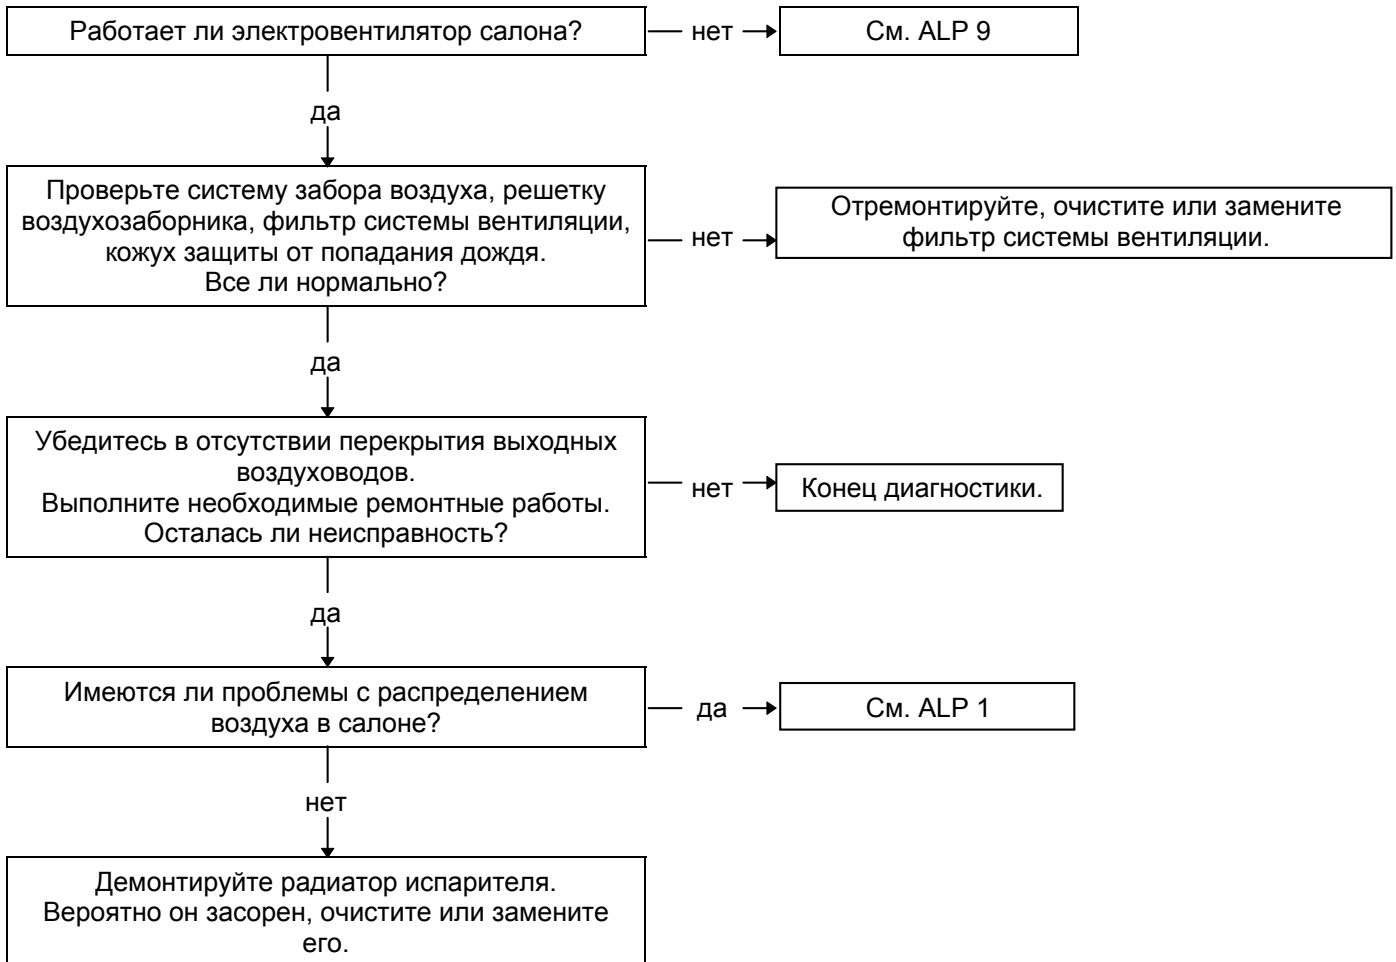 Работает ли электровентилятор салона?
нет
См. ALP 9
да
Проверьте систему забора воздуха, решетку
воздухозаборника, фильтр системы вентиляции,
кожух защиты от попадания дождя.
Все ли нормально?
нет
Отремонтируйте, очистите или замените
фильтр системы вентиляции.
да
Убедитесь в отсутствии перекрытия выходных
воздуховодов.
Выполните необходимые ремонтные работы.
Осталась ли неисправность?
нет
Конец диагностики.
да
Имеются ли проблемы с распределением
воздуха в салоне?
да
См. ALP 1
нет
Демонтируйте радиатор испарителя.
Вероятно он засорен, очистите или замените
его.